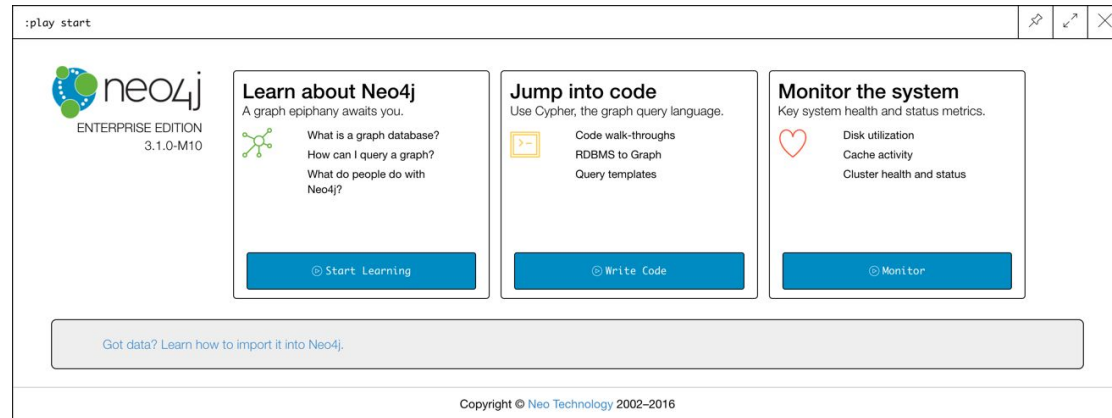 :play start
neo4j
ENTERPRISE EDITION
3.1.0-M10
Learn about Neo4j
A graph epiphany awaits you.
What is a graph database?
How can I query a graph?
What do people do with
Neo4j?
Start Learning
Jump into code
Use Cypher, the graph query language.
>_
Code walk-throughs
RDBMS to Graph
Query templates
Write Code
Monitor the system
Key system health and status metrics.
Disk utilization
Cache activity
Cluster health and status
Monitor
Got data? Learn how to import it into Neo4j.
Copyright © Neo Technology 2002–2016